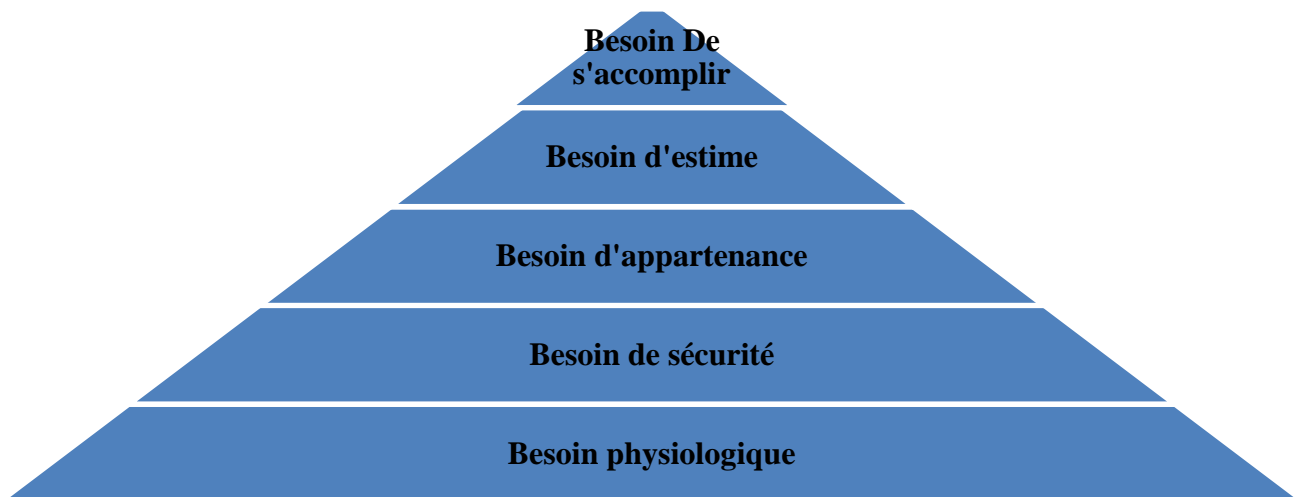 Besoin De
s'accomplir
Besoin d'estime
Besoin d'appartenance
Besoin de sécurité
Besoin physiologique